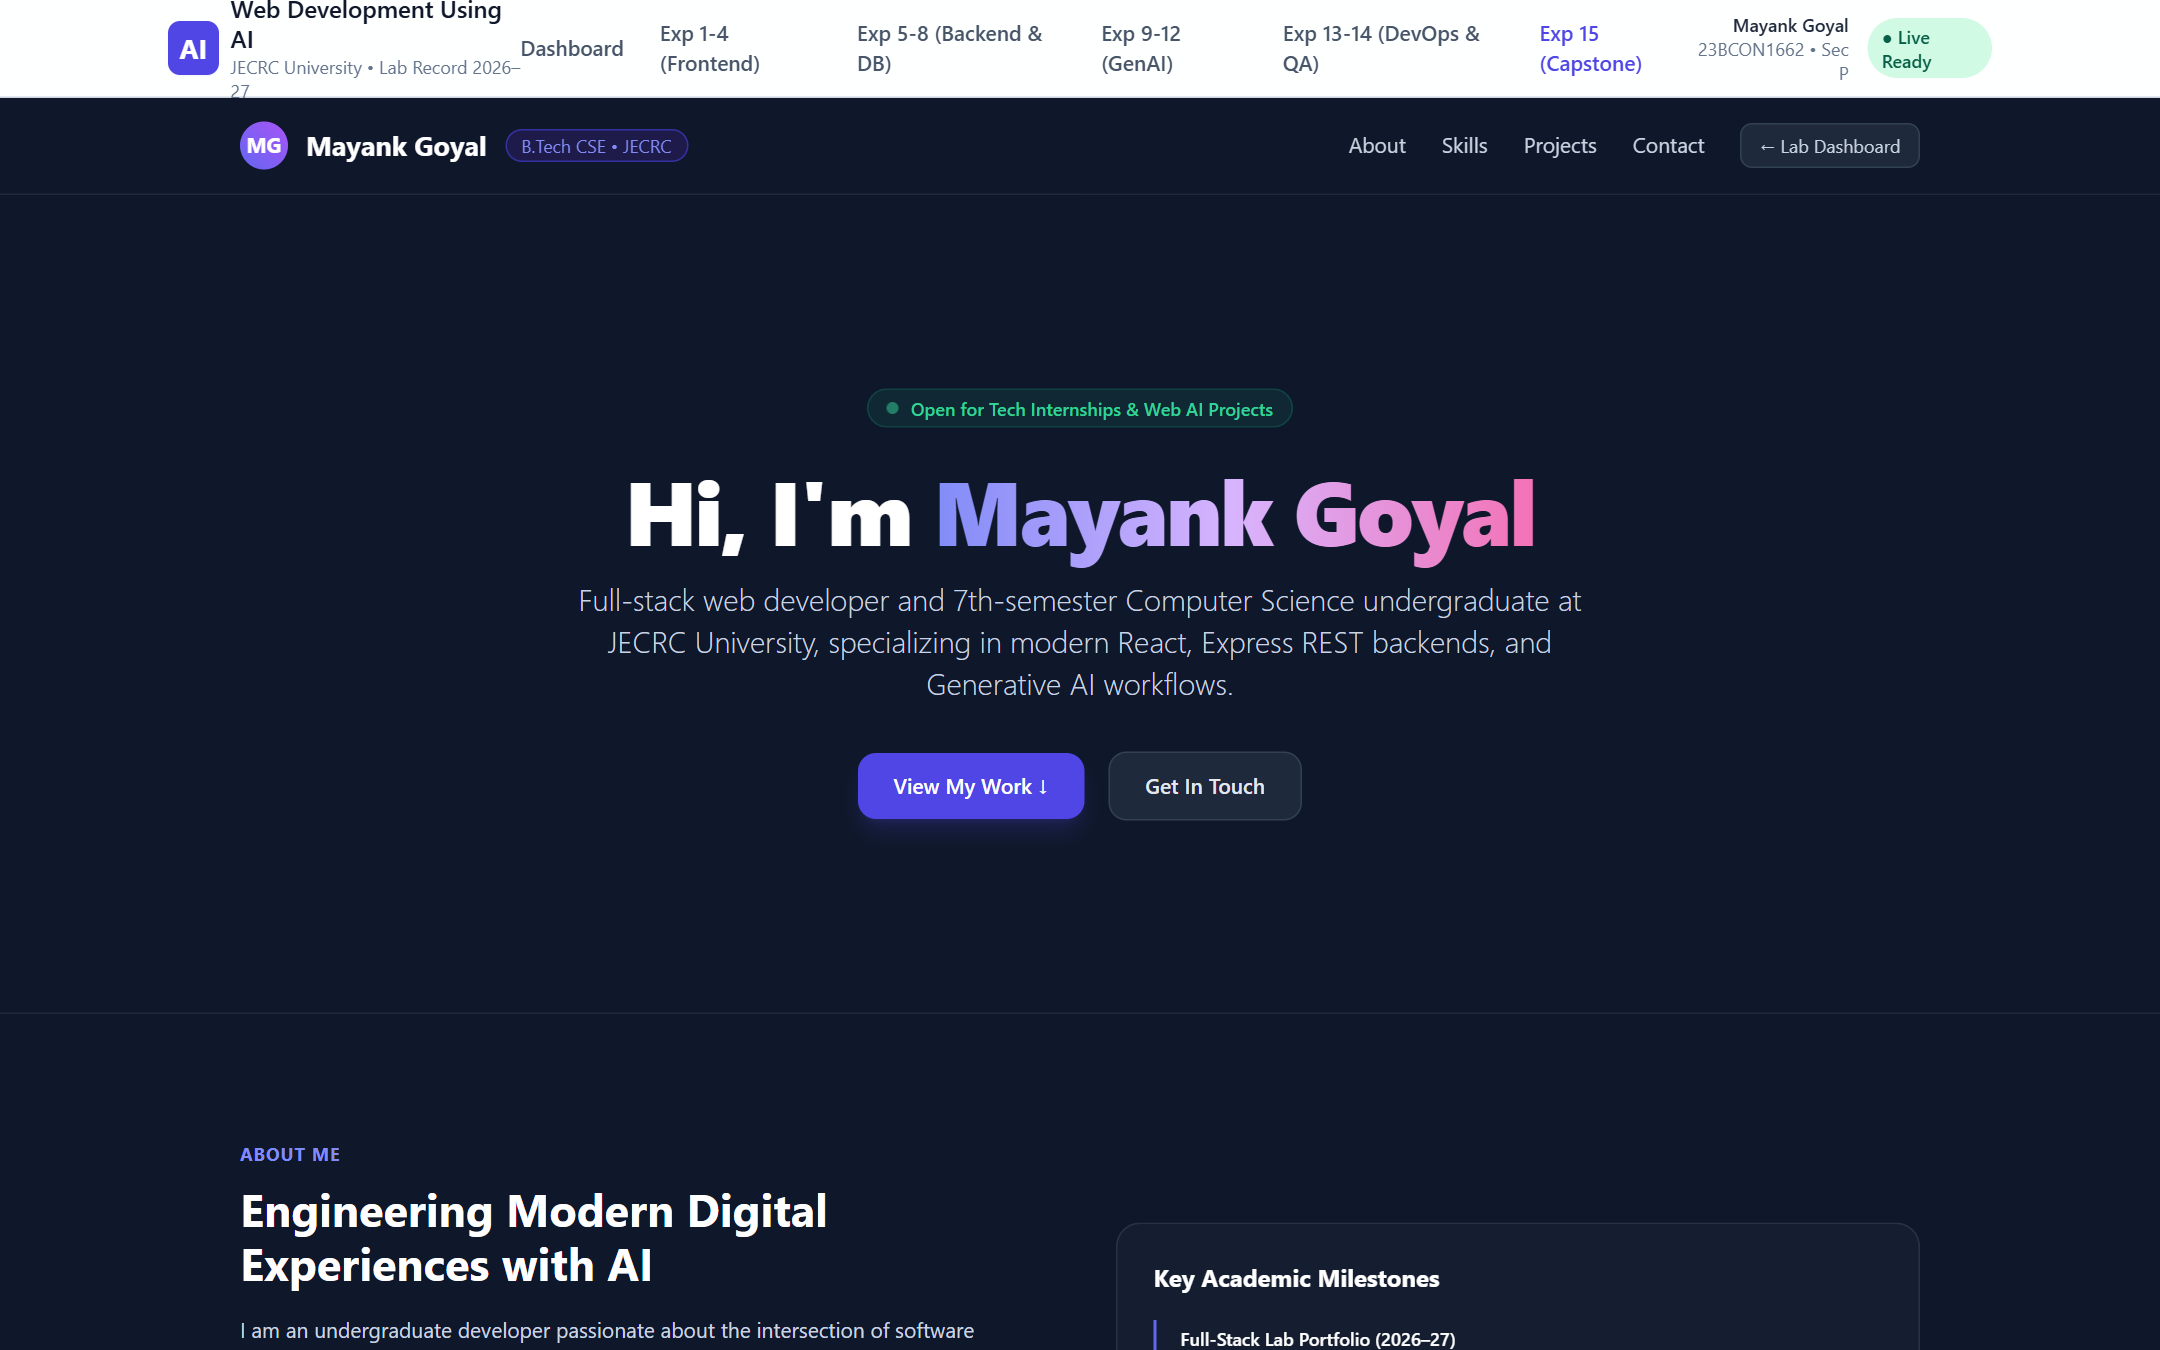 AI
Web Development Using
AI
JECRC University • Lab Record 2026–
27
Dashboard
Exp 1-4
(Frontend)
Exp 5-8 (Backend &
DB)
Exp 9-12
(GenAI)
Exp 13-14 (DevOps &
QA)
Exp 15
(Capstone)
Mayank Goyal
23BCON1662 • Sec
P
● Live
Ready
MG
Mayank Goyal
B.Tech CSE • JECRC
About
Skills
Projects
Contact
← Lab Dashboard
Open for Tech Internships & Web AI Projects
Hi, I'm Mayank Goyal
Full-stack web developer and 7th-semester Computer Science undergraduate at
JECRC University, specializing in modern React, Express REST backends, and
Generative AI workflows.
View My Work ↓
Get In Touch
ABOUT ME
Engineering Modern Digital
Experiences with AI
I am an undergraduate developer passionate about the intersection of software
Key Academic Milestones
Full-Stack Lab Portfolio (2026–27)